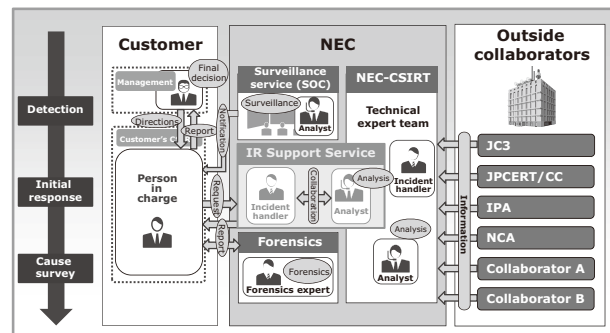 Detection
Initial
response
Cause
survey
Customer
Management
Final
decision
Directions
Report
Notification
Customer's C
Person
in
charge
Request
Report
NEC
Surveillance
service (SOC)
Surveillance
Analyst
IR Support Service
Incident
handler
Collaboration
Analyst
Analysis
Forensics
Forensics
Forensics expert
NEC-CSIRT
Technical
expert team
Incident
handler
Analysis
Analyst
Outside
collaborators
Information
JC3
JPCERT/CC
IPA
NCA
Collaborator A
Collaborator B